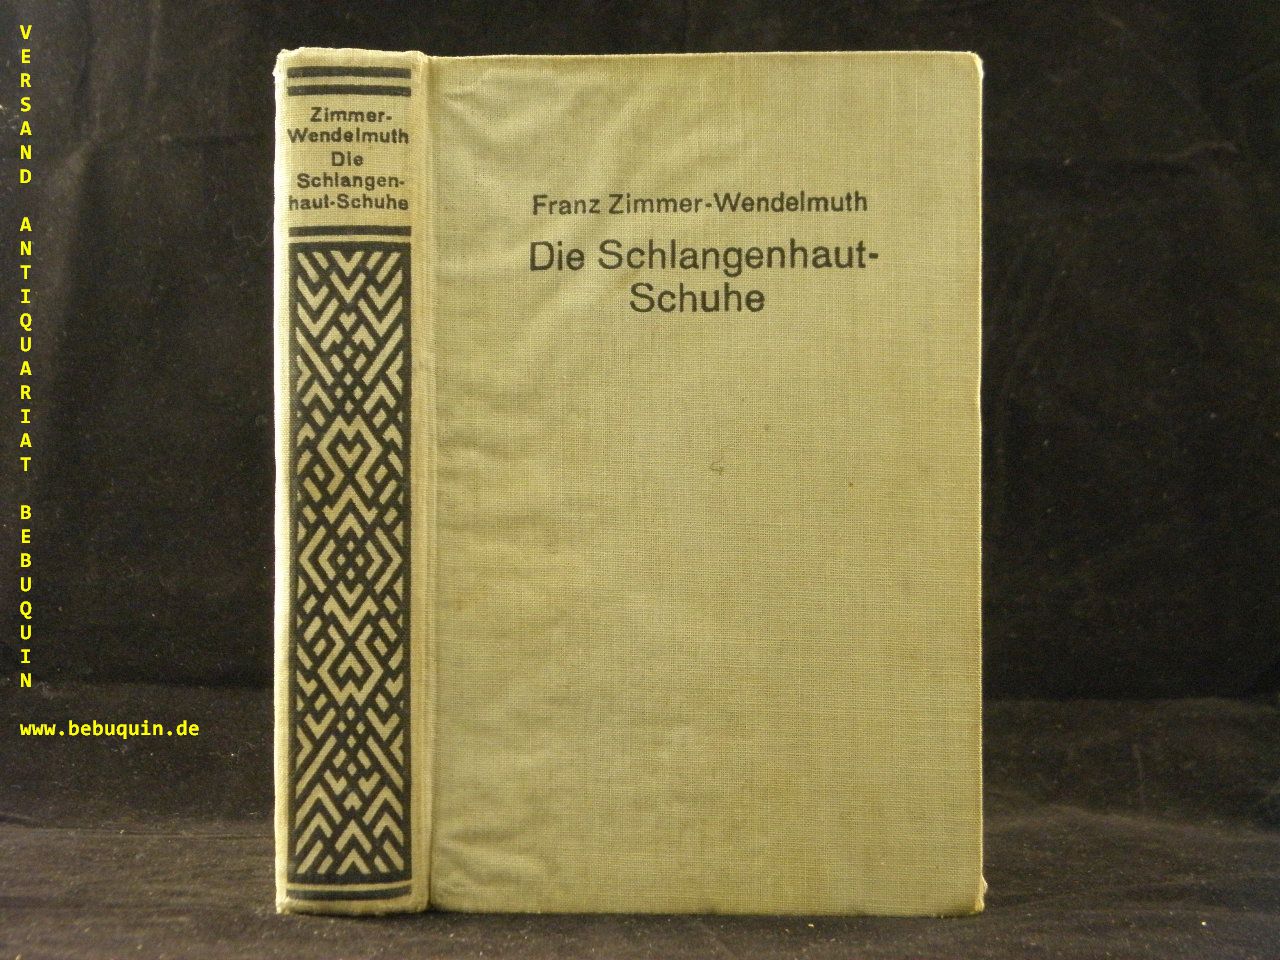 VERSAND ANTIQUARIAT BEBUQUIN
www.bebuquin.de
Zimmer-
Wendelmuth
Die
Schlangen-
haut-Schuhe
Franz Zimmer-Wendelmuth
Die Schlangenhaut-
Schuhe